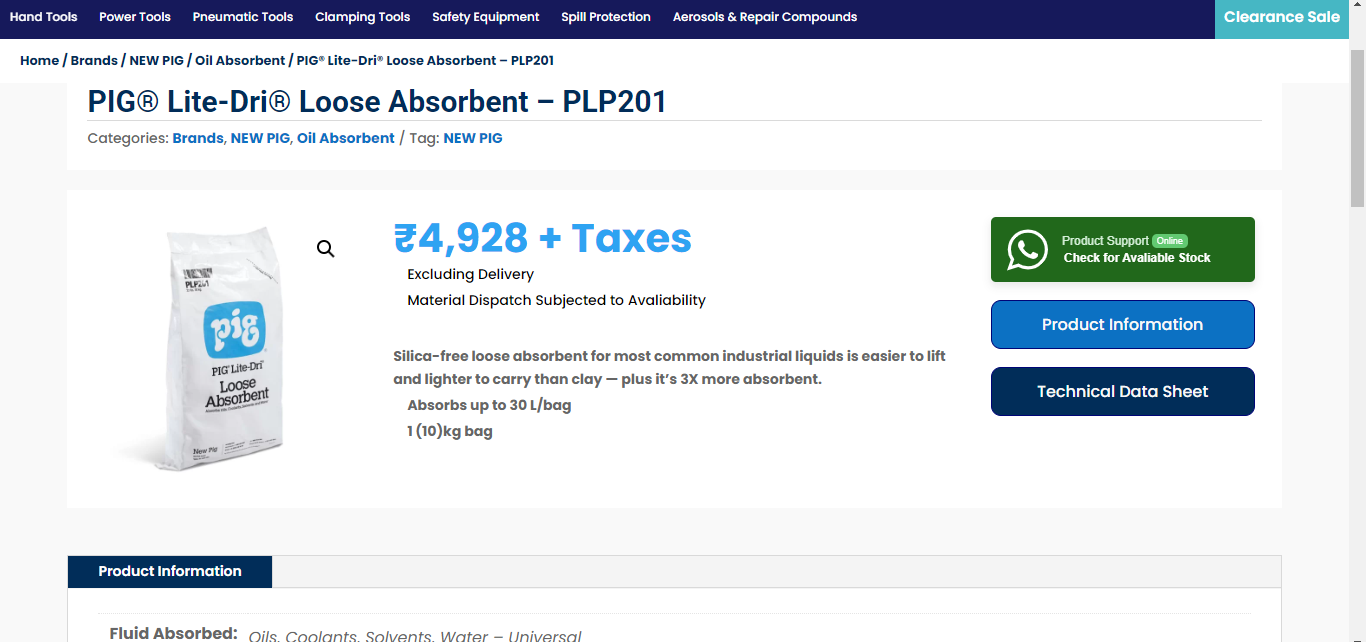 Hand Tools Power Tools Pneumatic Tools Clamping Tools Safety Equipment Spill Protection Aerosols & Repair Compounds Clearance Sale
Home / Brands / NEW PIG / Oil Absorbent / PIG® Lite-Dri® Loose Absorbent – PLP201
PIG® Lite-Dri® Loose Absorbent – PLP201
Categories: Brands, NEW PIG, Oil Absorbent / Tag: NEW PIG
PLP201
pig
PIG® Lite-Dri®
Loose
Absorbent
New Pig
₹4,928 + Taxes
Excluding Delivery
Material Dispatch Subjected to Avaliability
Silica-free loose absorbent for most common industrial liquids is easier to lift
and lighter to carry than clay — plus it’s 3X more absorbent.
Absorbs up to 30 L/bag
1 (10)kg bag
Product Support Online
Check for Avaliable Stock
Product Information
Technical Data Sheet
Product Information
Fluid Absorbed: Oils, Coolants, Solvents, Water – Universal